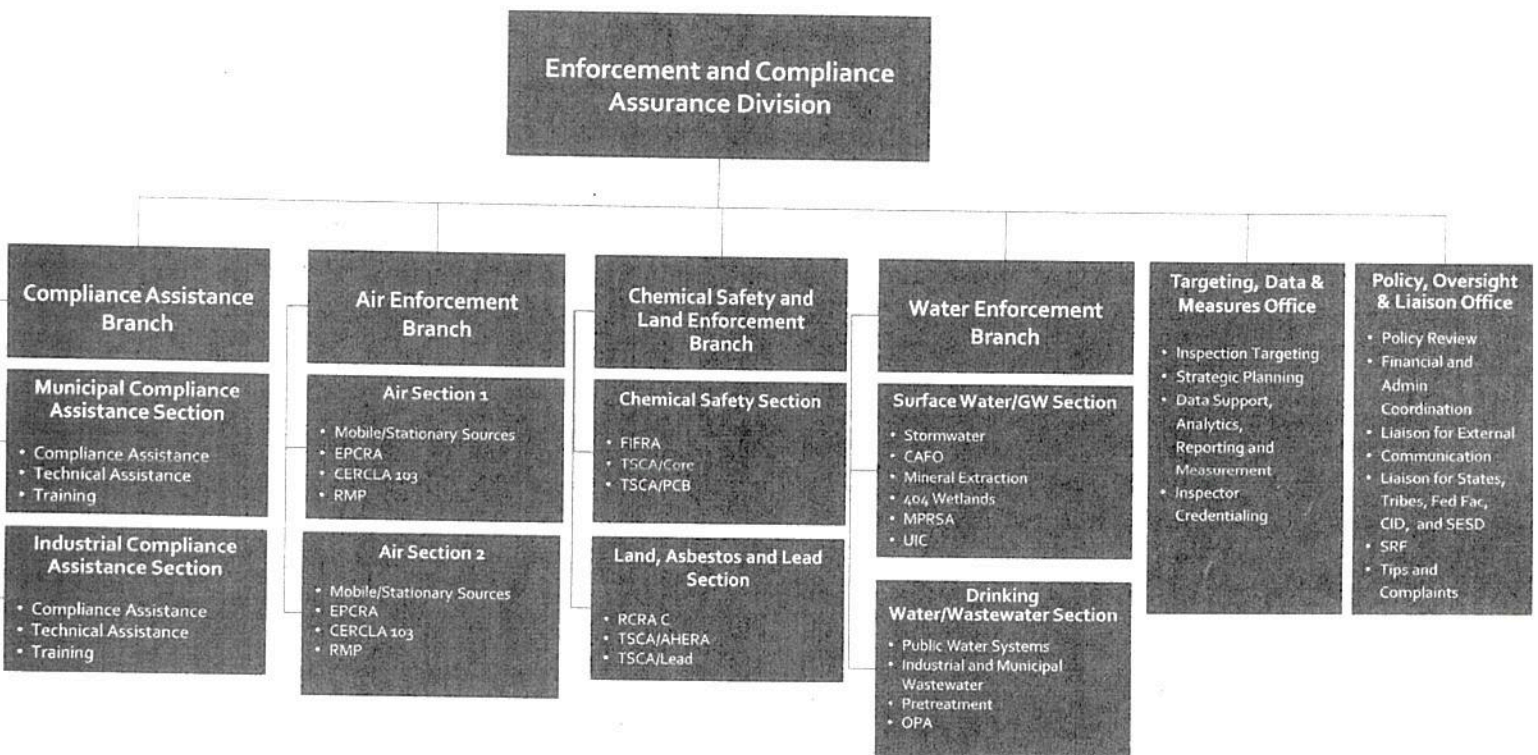 Enforcement and Compliance
Assurance Division
Compliance Assistance
Branch
Municipal Compliance
Assistance Section
• Compliance Assistance
• Technical Assistance
• Training
Industrial Compliance
Assistance Section
• Compliance Assistance
• Technical Assistance
• Training
Air Enforcement
Branch
Air Section 1
• Mobile/Stationary Sources
• EPCRA
• CERCLA 103
• RMP
Air Section 2
• Mobile/Stationary Sources
• EPCRA
• CERCLA 103
• RMP
Chemical Safety and
Land Enforcement
Branch
Chemical Safety Section
• FIFRA
• TSCA/Core
• TSCA/PCB
Land, Asbestos and Lead
Section
• RCRA C
• TSCA/AHERA
• TSCA/Lead
Water Enforcement
Branch
Surface Water/GW Section
• Stormwater
• CAFO
• Mineral Extraction
• 404 Wetlands
• MPRSA
• UIC
Drinking
Water/Wastewater Section
• Public Water Systems
• Industrial and Municipal
Wastewater
• Pretreatment
• OPA
Targeting, Data &
Measures Office
• Inspection Targeting
• Strategic Planning
• Data Support,
Analytics,
Reporting and
Measurement
• Inspector
Credentialing
Policy, Oversight
& Liaison Office
• Policy Review
• Financial and
Admin
Coordination
• Liaison for External
• Communication
• Liaison for States,
Tribes, Fed Fac,
CID, and SESD
• SRF
• Tips and
Complaints